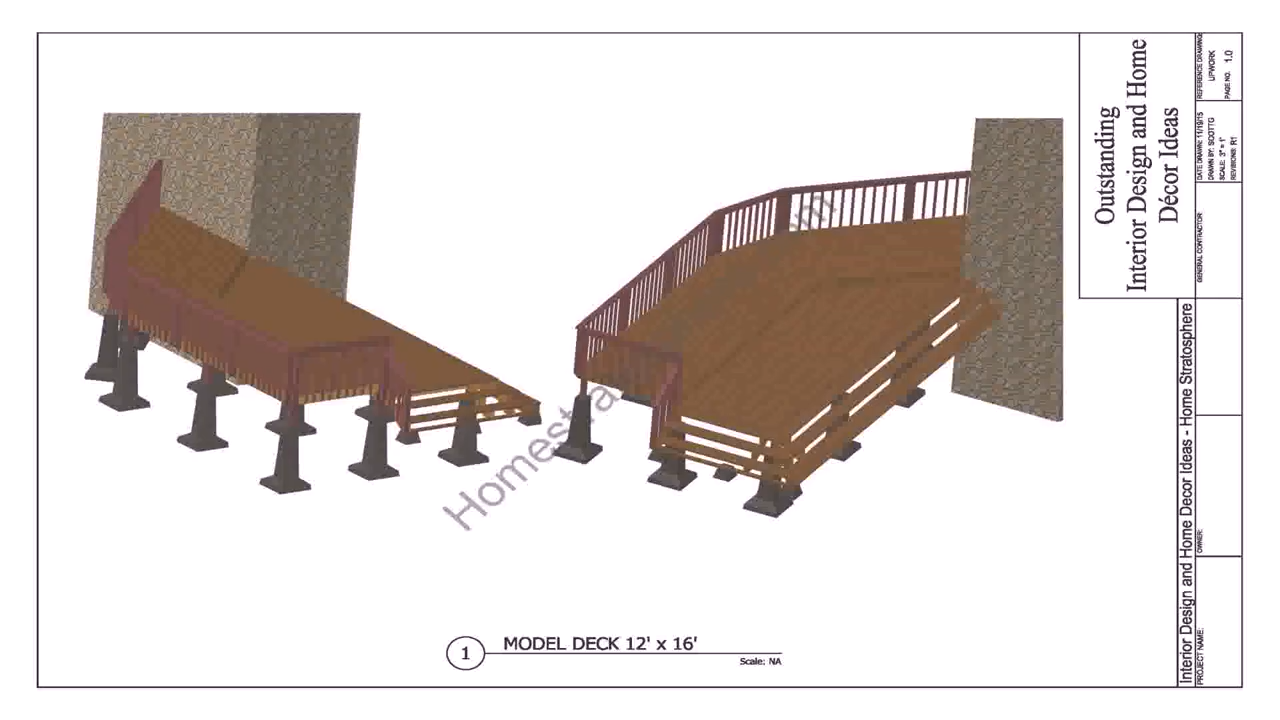 Outstanding
Interior Design and Home
Décor Ideas
REFERENCE DRAWING:
UPWORK
PAGE NO. 1.0
DATE DRAWN: 11/19/15
DRAWN BY: SCOTTG
SCALE: 3" = 1'
REVISIONS: R1
GENERAL CONTRACTOR:
OWNER:
PROJECT NAME:
Interior Design and Home Decor Ideas - Home Stratosphere
1
MODEL DECK 12' x 16'
Scale: NA